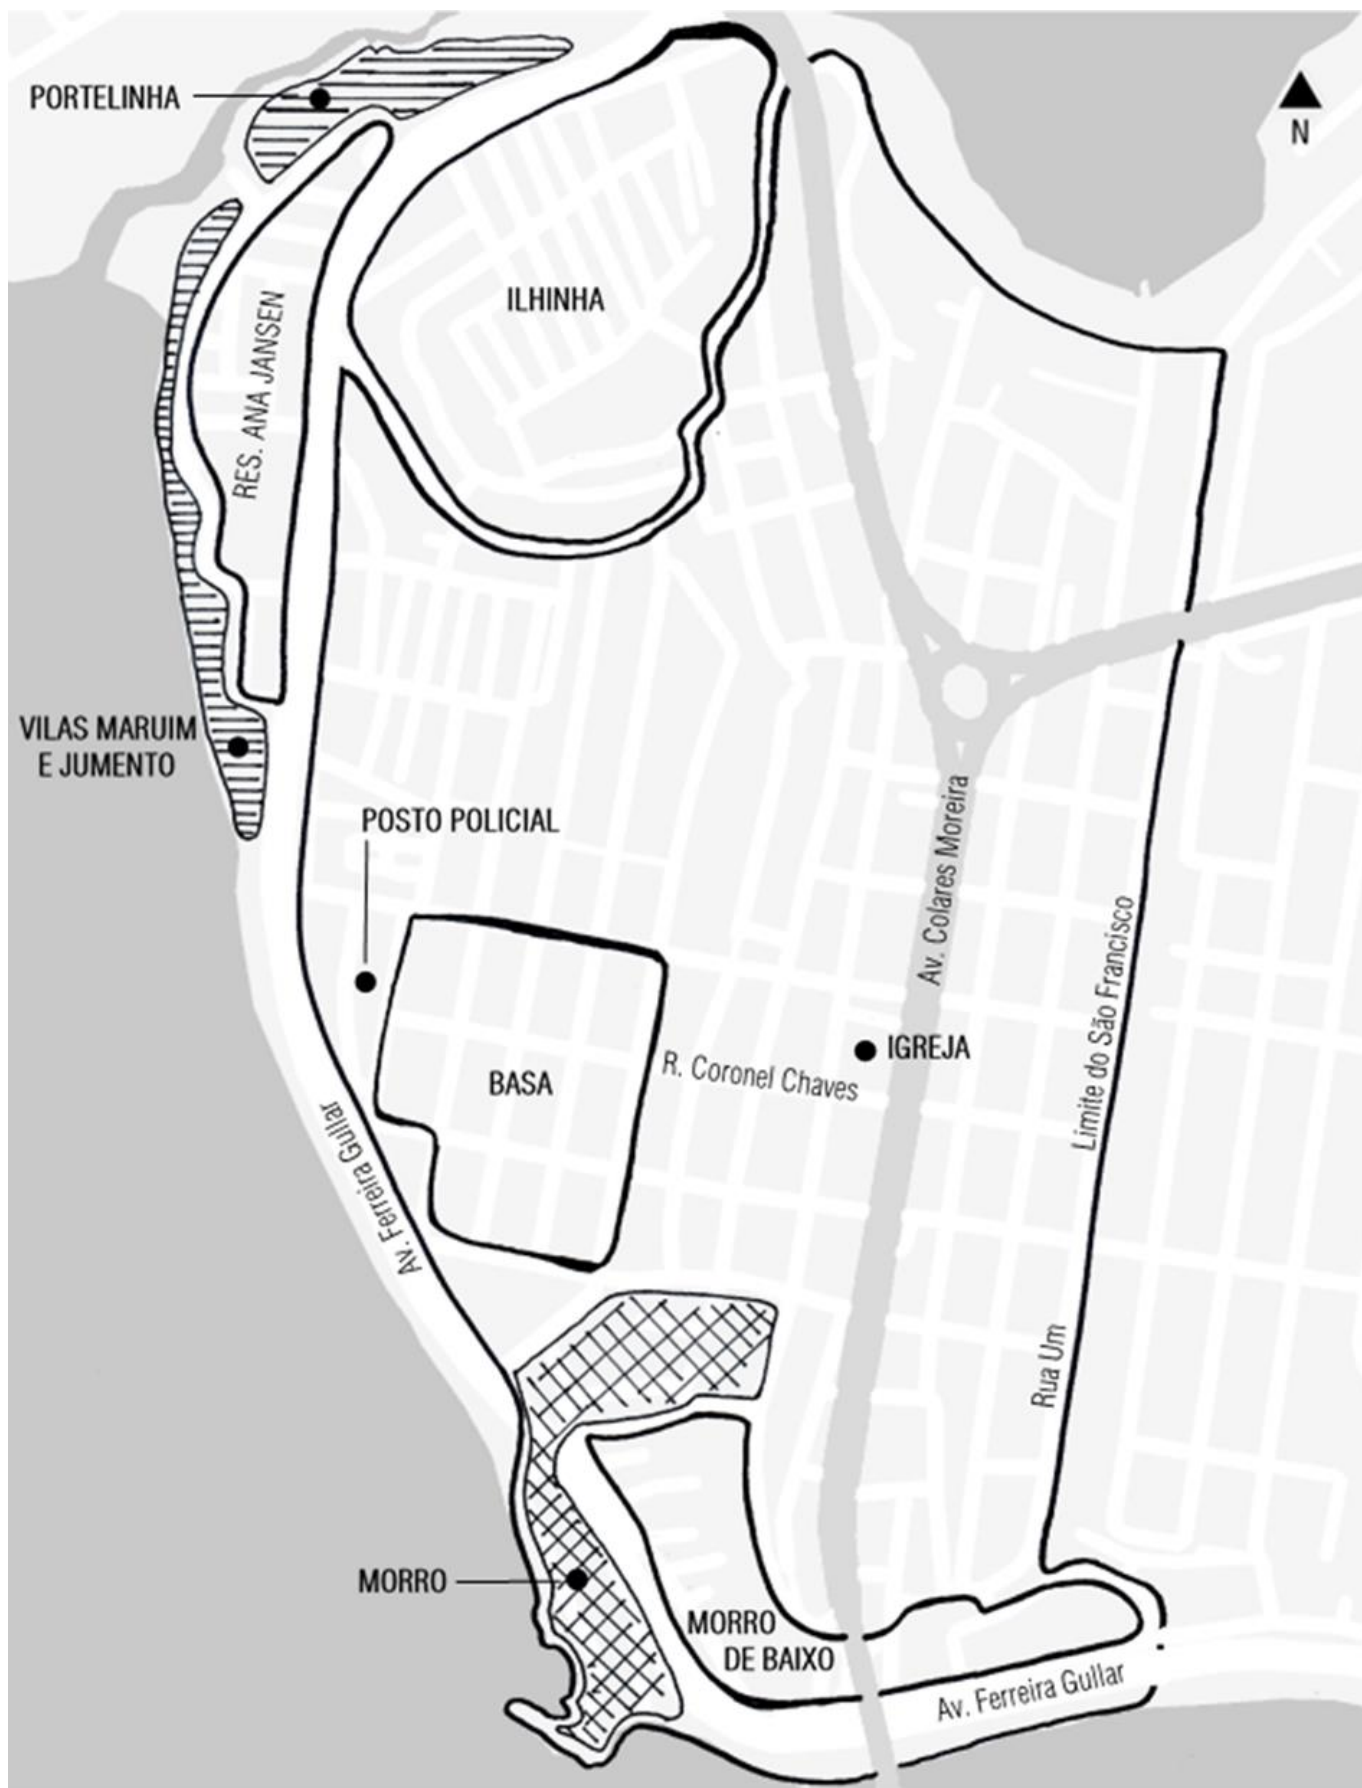 PORTELINHA
N
ILHINHA
RES. ANA JANSEN
VILAS MARUIM
E JUMENTO
POSTO POLICIAL
Av. Colares Moreira
Limite do São Francisco
IGREJA
R. Coronel Chaves
BASA
Av. Ferreira Gullar
Rua Um
MORRO
MORRO
DE BAIXO
Av. Ferreira Gullar